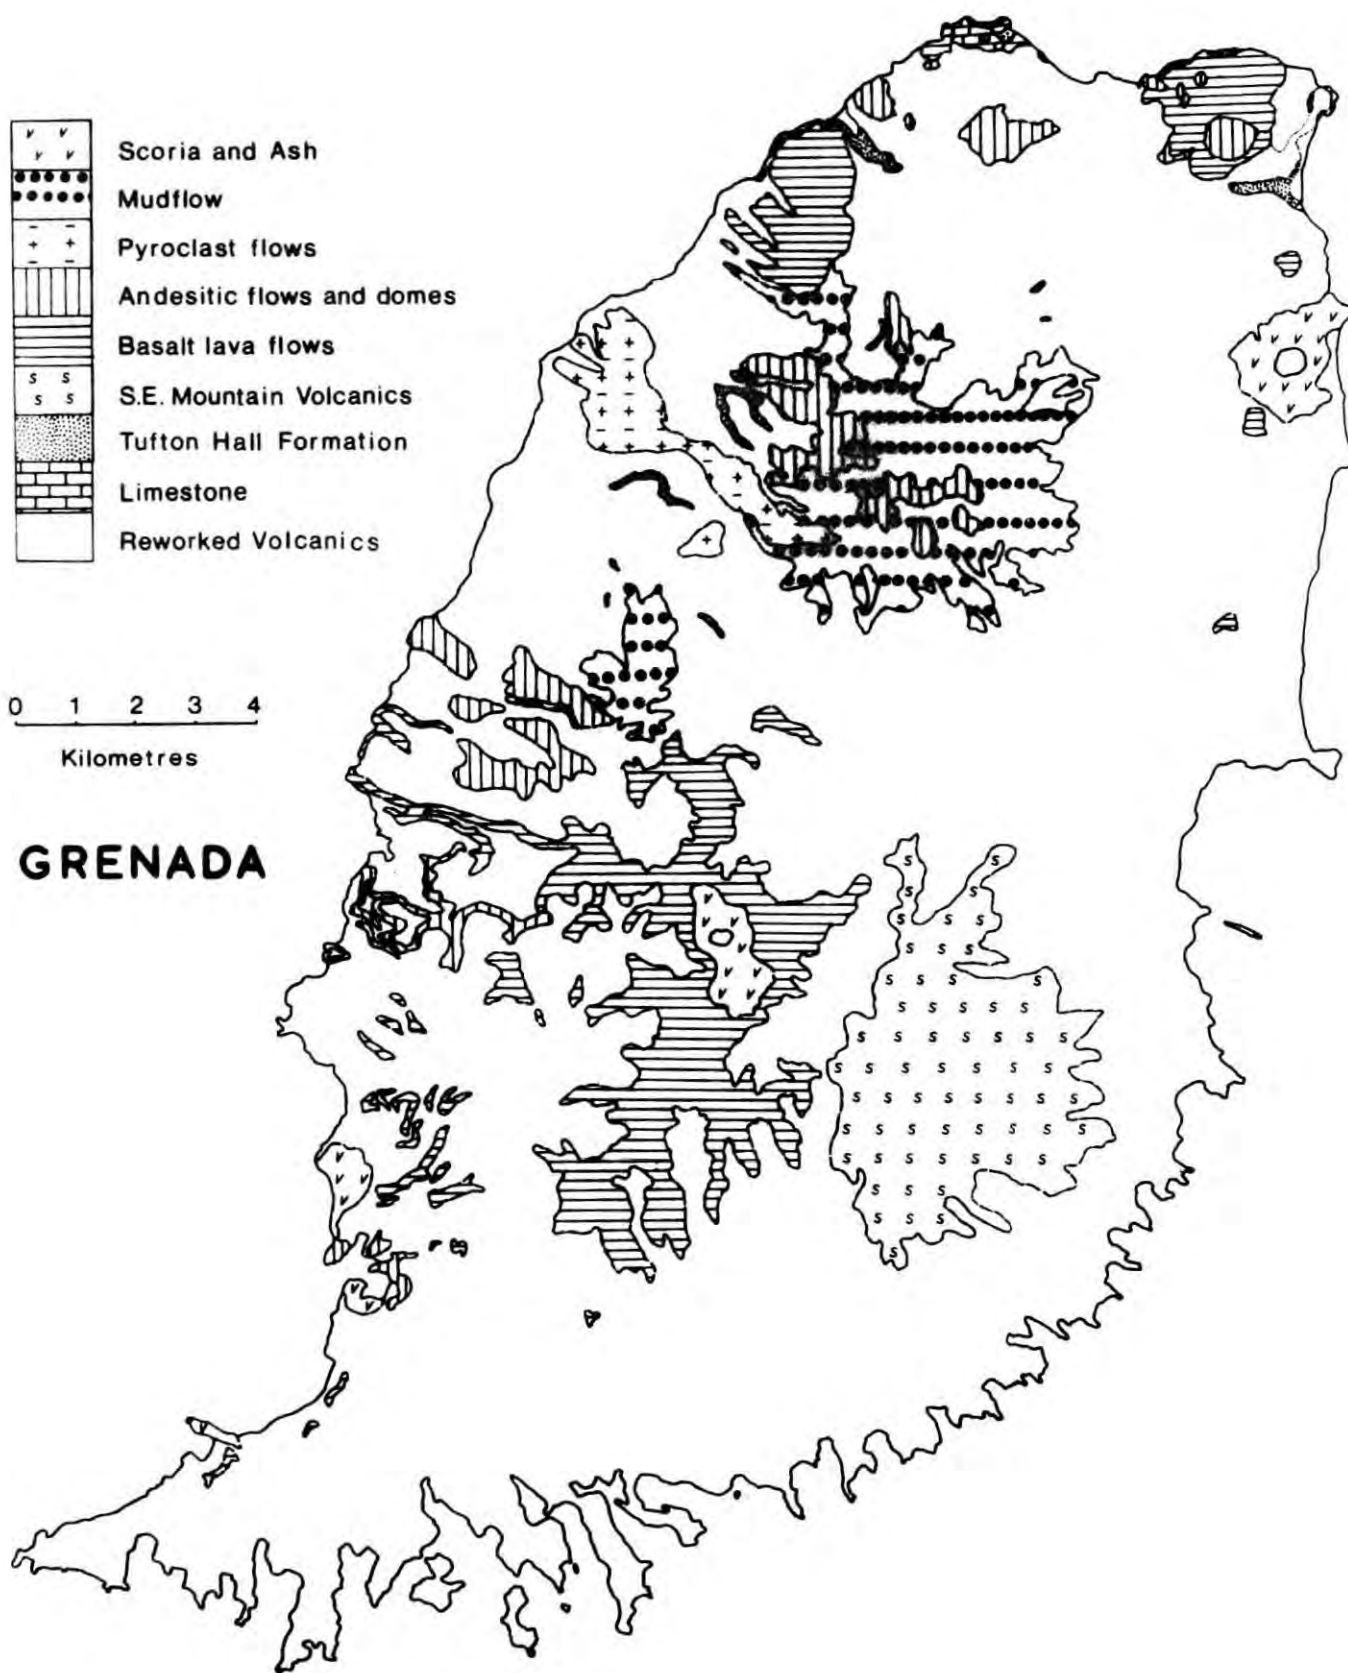 Scoria and Ash
Mudflow
Pyroclast flows
Andesitic flows and domes
Basalt lava flows
S.E. Mountain Volcanics
Tufton Hall Formation
Limestone
Reworked Volcanics
0 1 2 3 4
Kilometres
GRENADA